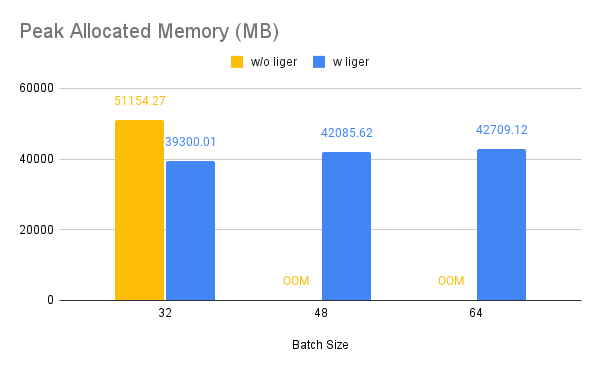 Peak Allocated Memory (MB)
w/o liger w liger
60000
51154.27
39300.01
42085.62
42709.12
40000
20000
OOM OOM
0
32 48 64
Batch Size